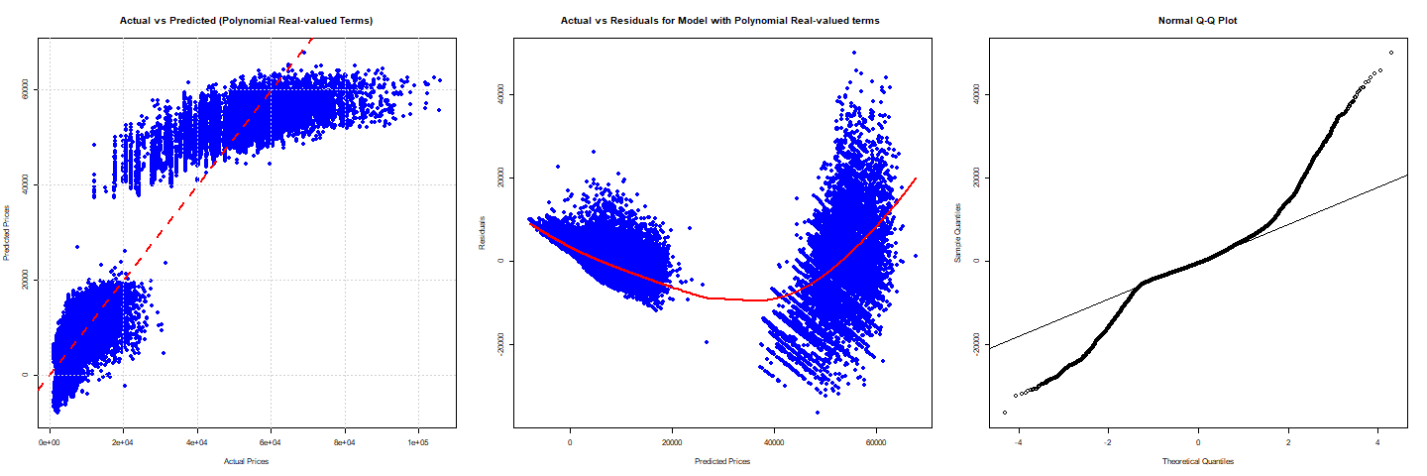 Actual vs Predicted (Polynomial Real-valued Terms)
Predicted Prices
60000
40000
20000
0
0e+00 2e+04 4e+04 6e+04 8e+04 1e+05
Actual Prices
Actual vs Residuals for Model with Polynomial Real-valued terms
Residuals
40000
20000
0
-20000
0 20000 40000 60000
Predicted Prices
Normal Q-Q Plot
Sample Quantiles
40000
20000
0
-20000
-4 -2 0 2 4
Theoretical Quantiles